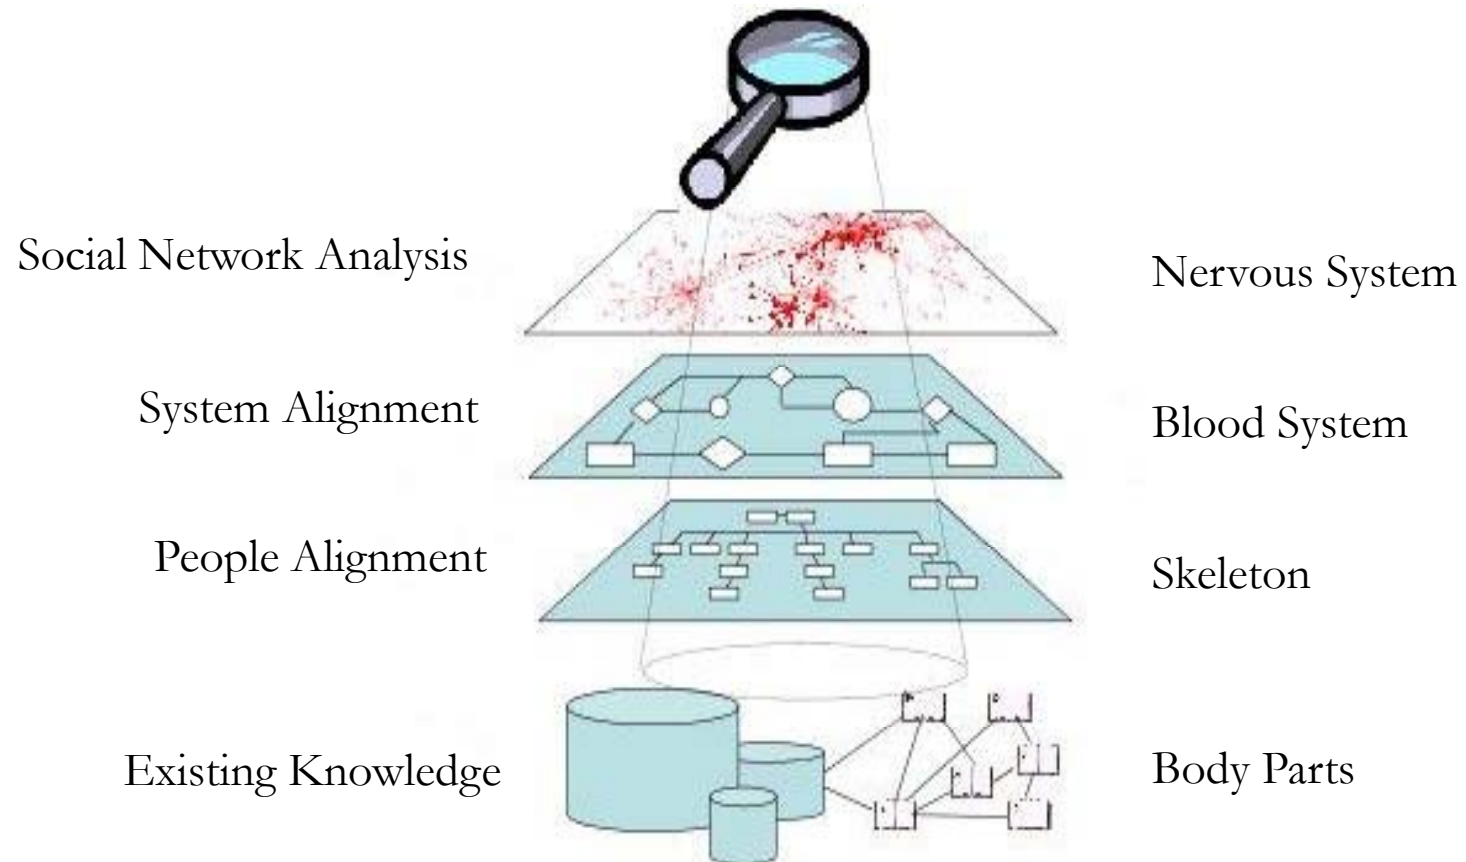 Social Network Analysis
Nervous System
System Alignment
Blood System
People Alignment
Skeleton
Existing Knowledge
Body Parts